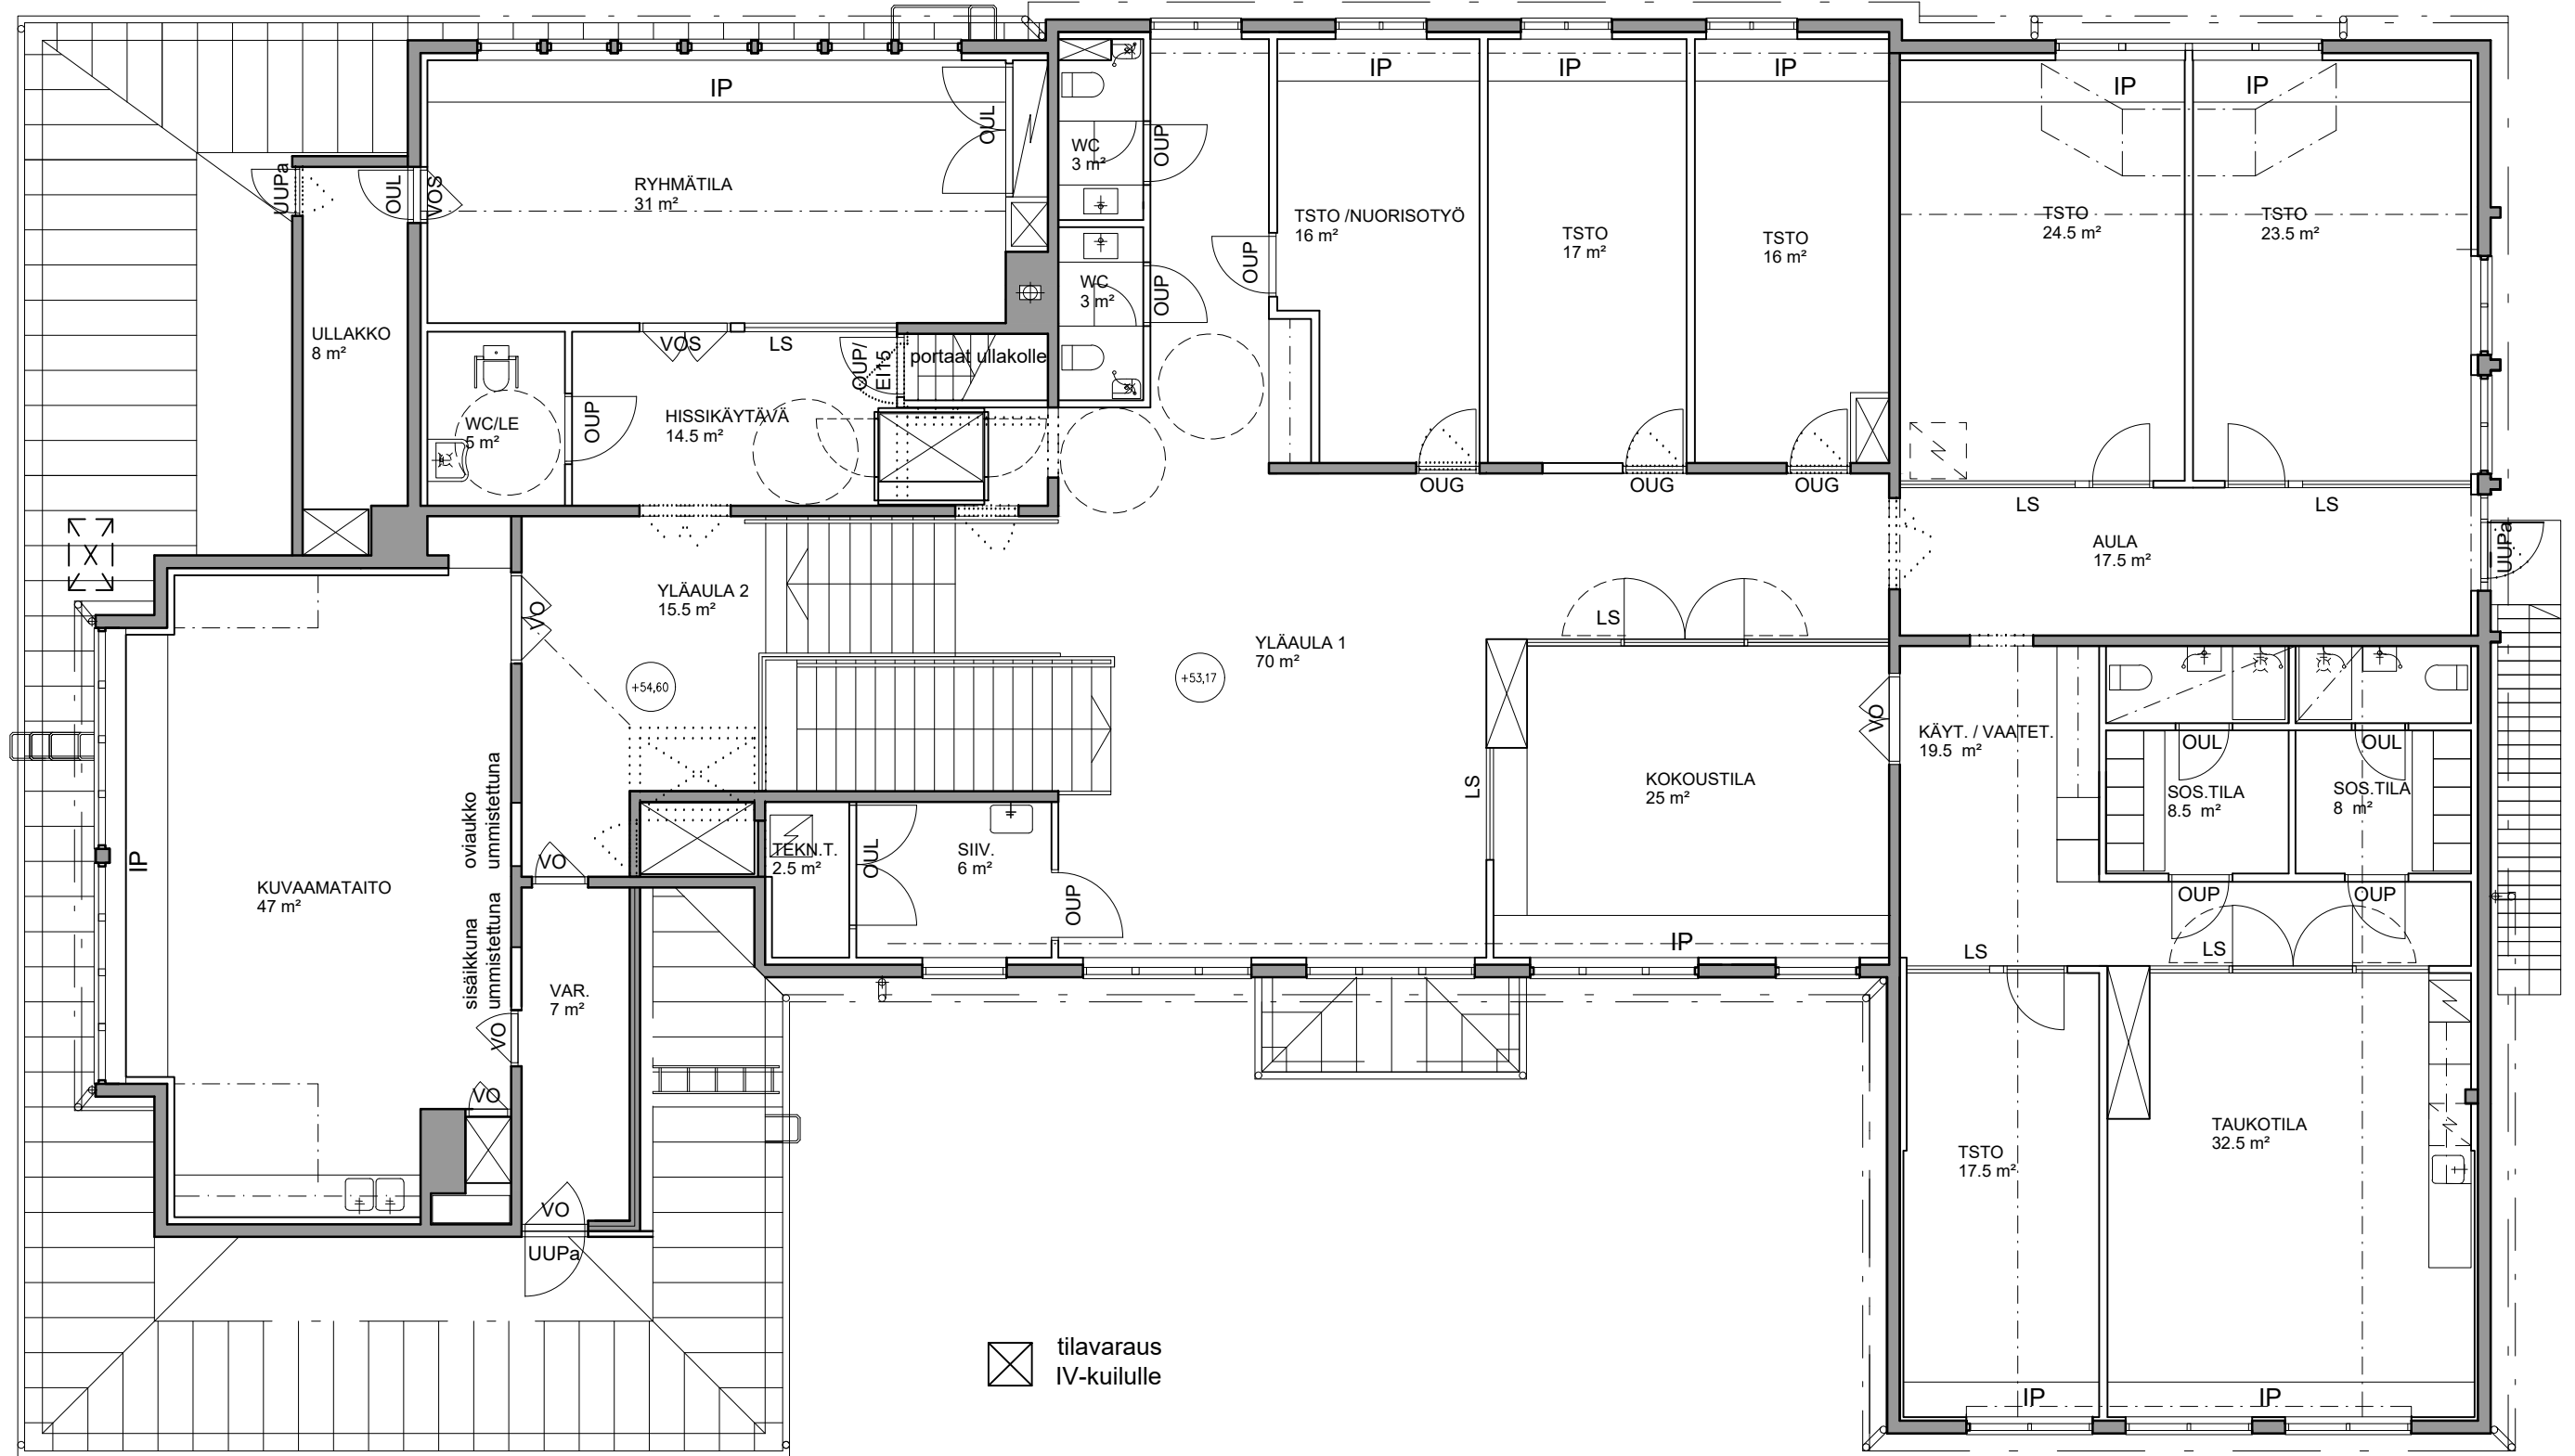 IP
IP
IP
IP
IP
IP
OUL
WC
3 m²
OUP
UUPa
OUL
VOS
RYHMÄTILA
31 m²
TSTO /NUORISOTYÖ
16 m²
TSTO
17 m²
TSTO
16 m²
TSTO
24.5 m²
TSTO
23.5 m²
OUP
WC
3 m²
OUP
ULLAKKO
8 m²
VOS
LS
OUP/
EI15
portaat ullakolle
WC/LE
5 m²
OUP
HISSIKÄYTÄVÄ
14.5 m²
OUG
OUG
OUG
LS
LS
AULA
17.5 m²
UUPa
X
YLÄAULA 2
15.5 m²
VO
LS
YLÄAULA 1
70 m²
+54,60
+53,17
VO
KÄYT. / VAATET.
19.5 m²
OUL
OUL
SOS.TILA
8.5 m²
SOS.TILA
8 m²
LS
KOKOUSTILA
25 m²
oviaukko
ummistettuna
TEKN.T.
2.5 m²
OUL
SIIV.
6 m²
VO
IP
KUVAAMATAITO
47 m²
OUP
OUP
OUP
sisäikkuna
ummistettuna
IP
LS
LS
VAR.
7 m²
VO
VO
TSTO
17.5 m²
TAUKOTILA
32.5 m²
VO
UUPa
tilavaraus
IV-kuilulle
IP
IP